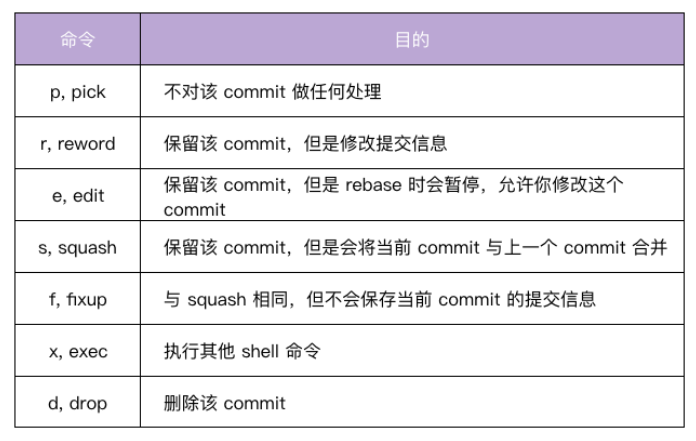 命令 目的
p, pick 不对该 commit 做任何处理
r, reword 保留该 commit，但是修改提交信息
e, edit 保留该 commit，但是 rebase 时会暂停，允许你修改这个
commit
s, squash 保留该 commit，但是会将当前 commit 与上一个 commit 合并
f, fixup 与 squash 相同，但不会保存当前 commit 的提交信息
x, exec 执行其他 shell 命令
d, drop 删除该 commit